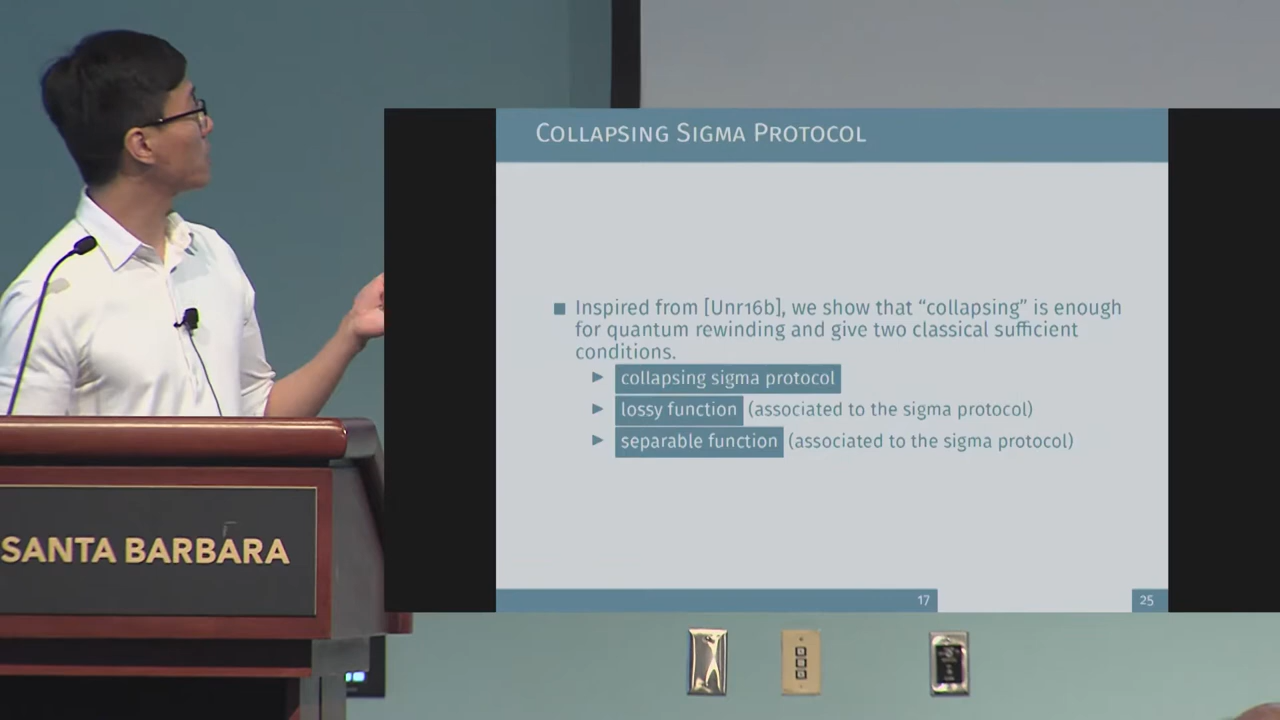 COLLAPSING SIGMA PROTOCOL
■ Inspired from [Unr16b], we show that “collapsing” is enough
for quantum rewinding and give two classical sufficient
conditions.
▶ collapsing sigma protocol
▶ lossy function (associated to the sigma protocol)
▶ separable function (associated to the sigma protocol)
17
25
SANTA BARBARA